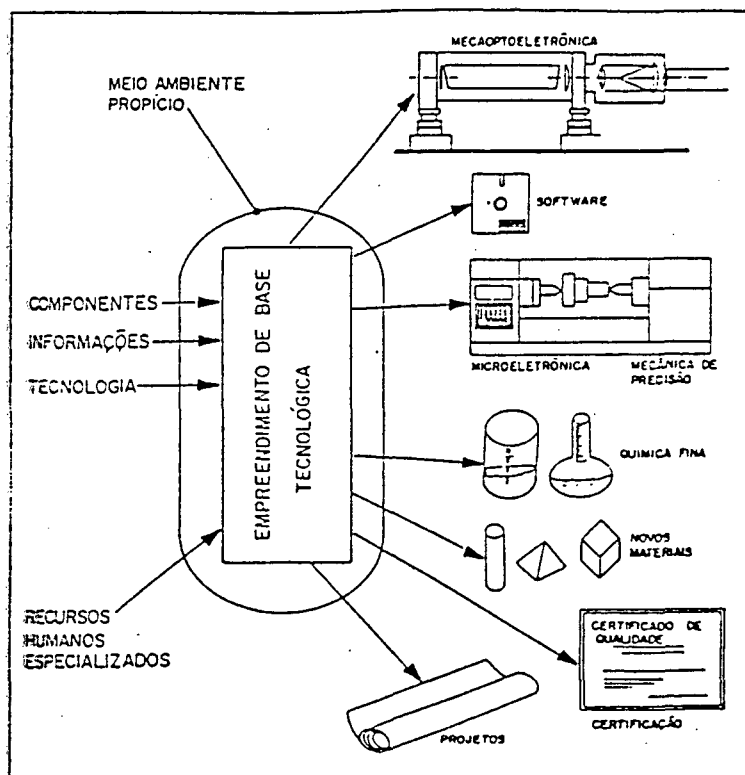 MECAOPTOELETRÔNICA
MEIO AMBIENTE
PROPÍCIO
SOFTWARE
COMPONENTES
INFORMAÇÕES
TECNOLOGIA
EMPREENDIMENTO DE BASE
TECNOLÓGICA
MICROELETRÔNICA
MECÂNICA DE
PRECISÃO
QUIMICA FINA
NOVOS
MATERIAIS
RECURSOS
HUMANOS
ESPECIALIZADOS
CERTIFICADO DE
QUALIDADE
CERTIFICAÇÃO
PROJETOS